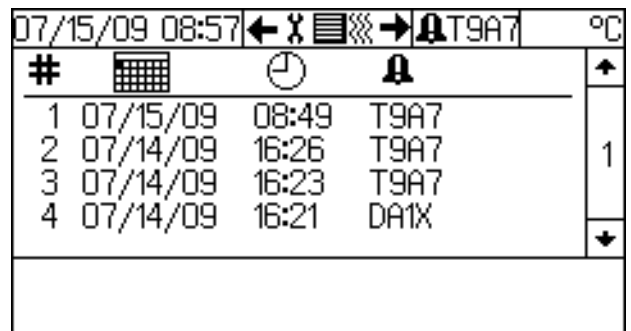 07/15/09 08:57 T9A7 ºC
#
1 07/15/09 08:49 T9A7
2 07/14/09 16:26 T9A7
3 07/14/09 16:23 T9A7
4 07/14/09 16:21 DA1X
1